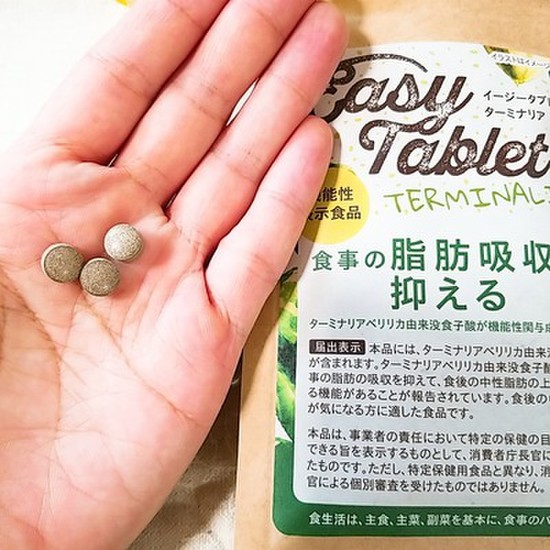 イラストはイメージ
Easy
イージータブレ
ターミナリア
Tablet
TERMINALI
機能性
表示食品
食事の脂肪吸収
抑える
ターミナリアベリリカ由来没食子酸が機能性関与成
届出表示 本品には、ターミナリアベリリカ由来
が含まれます。ターミナリアベリリカ由来没食子酸
事の脂肪の吸収を抑えて、食後の中性脂肪の上
る機能があることが報告されています。食後の
が気になる方に適した食品です。
本品は、事業者の責任において特定の保健の目
できる旨を表示するものとして、消費者庁長官に
たものです。ただし、特定保健用食品と異なり、消
官による個別審査を受けたものではありません。
食生活は、主食、主菜、副菜を基本に、食事のバ